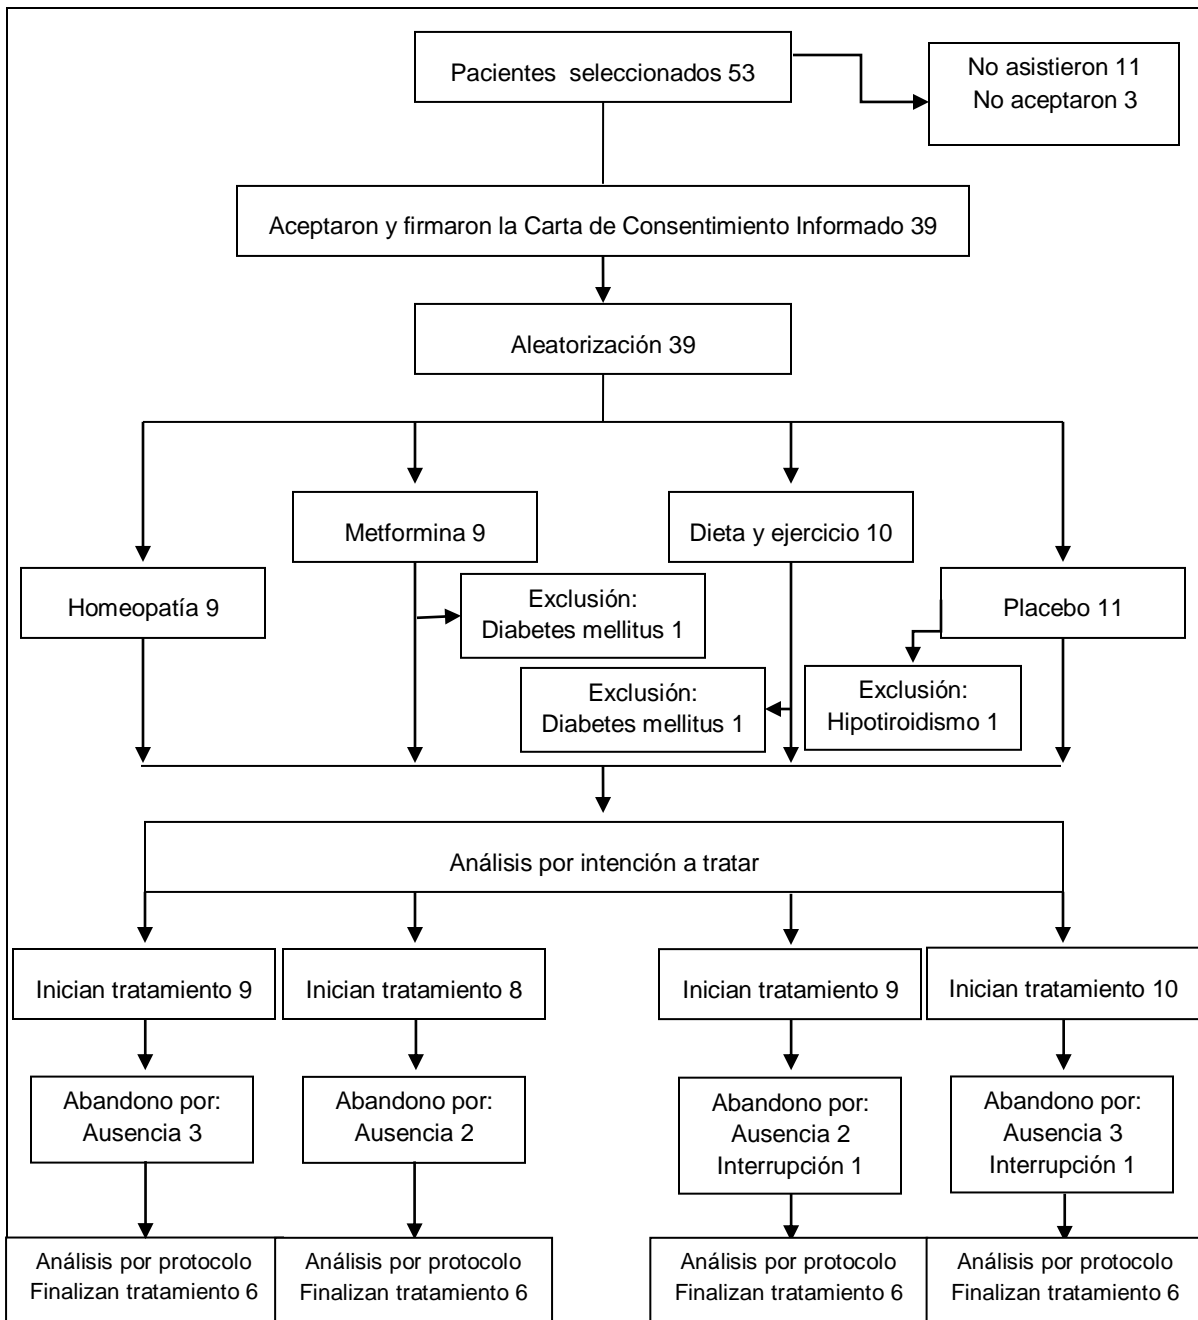 Pacientes seleccionados 53
No asistieron 11
No aceptaron 3
Aceptaron y firmaron la Carta de Consentimiento Informado 39
Aleatorización 39
Homeopatía 9
Metformina 9
Dieta y ejercicio 10
Placebo 11
Exclusión:
Diabetes mellitus 1
Exclusión:
Diabetes mellitus 1
Exclusión:
Hipotiroidismo 1
Análisis por intención a tratar
Inician tratamiento 9
Inician tratamiento 8
Inician tratamiento 9
Inician tratamiento 10
Abandono por:
Ausencia 3
Abandono por:
Ausencia 2
Abandono por:
Ausencia 2
Interrupción 1
Abandono por:
Ausencia 3
Interrupción 1
Análisis por protocolo
Finalizan tratamiento 6
Análisis por protocolo
Finalizan tratamiento 6
Análisis por protocolo
Finalizan tratamiento 6
Análisis por protocolo
Finalizan tratamiento 6